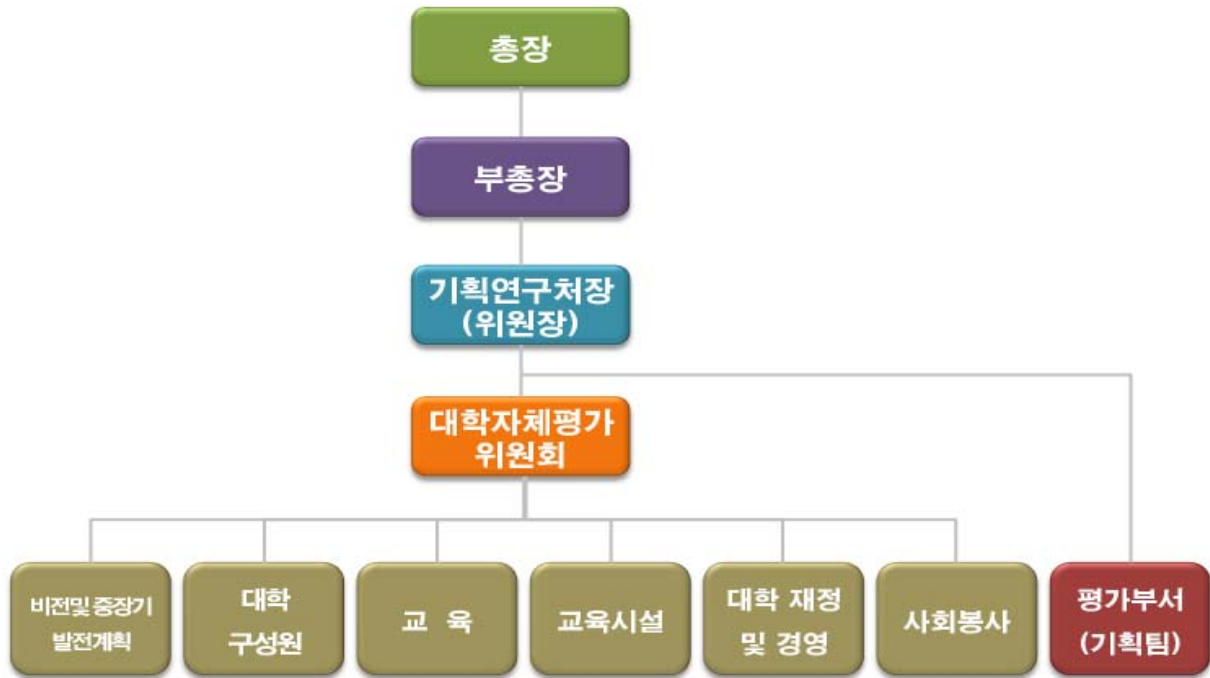 총장
부총장
기획연구처장
(위원장)
대학자체평가
위원회
비전및 중장기
발전계획
대학
구성원
교 육
교육시설
대학 재정
및 경영
사회봉사
평가부서
(기획팀)